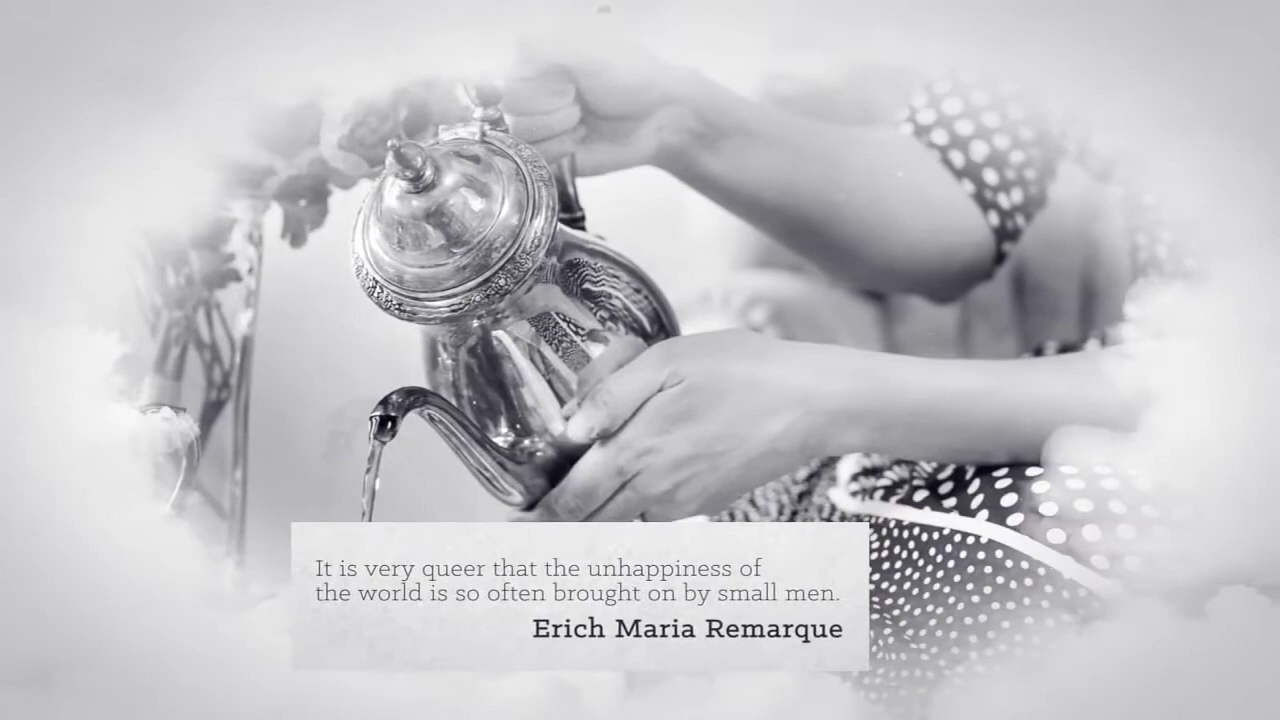 It is very queer that the unhappiness of
the world is so often brought on by small men.
Erich Maria Remarque